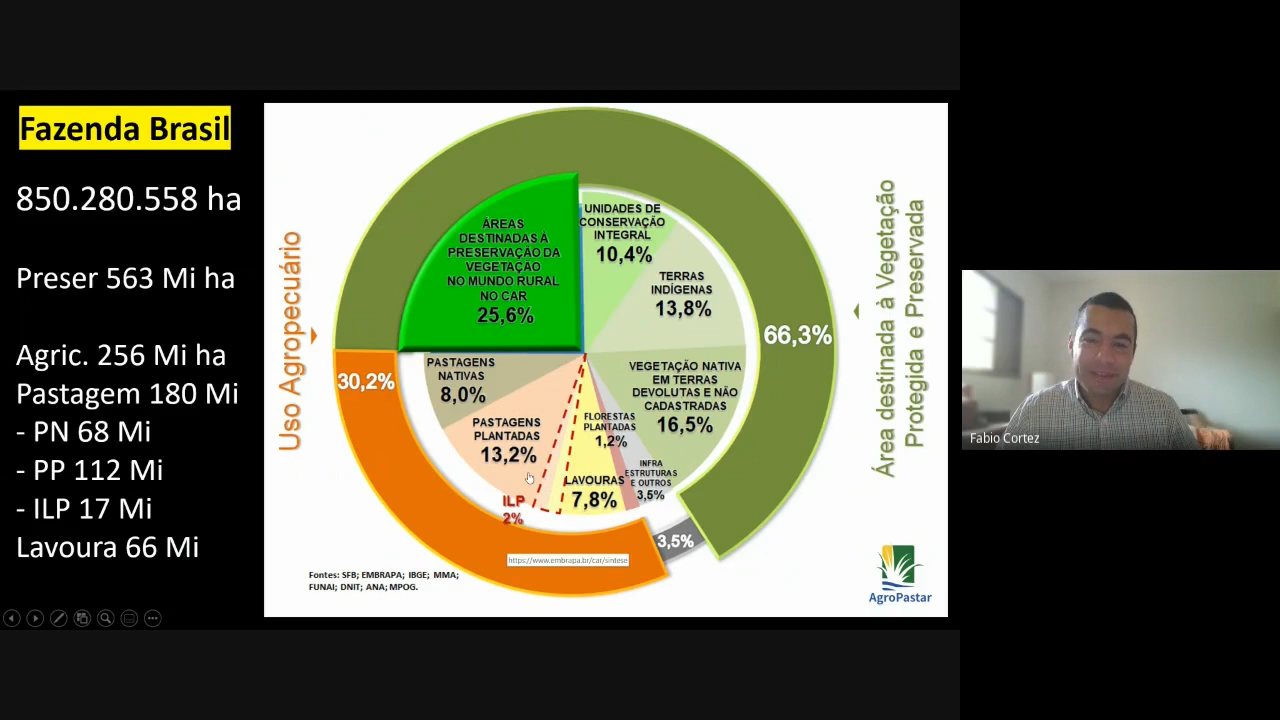 Fazenda Brasil
850.280.558 ha
Preser 563 Mi ha
Agric. 256 Mi ha
Pastagem 180 Mi
- PN 68 Mi
- PP 112 Mi
- ILP 17 Mi
Lavoura 66 Mi
Uso Agropecuário
30,2%
ÁREAS
DESTINADAS À
PRESERVAÇÃO DA
VEGETAÇÃO
NO MUNDO RURAL
NO CAR
25,6%
UNIDADES DE
CONSERVAÇÃO
INTEGRAL
10,4%
TERRAS
INDÍGENAS
13,8%
VEGETAÇÃO NATIVA
EM TERRAS
DEVOLUTAS E NÃO
CADASTRADAS
16,5%
PASTAGENS
NATIVAS
8,0%
PASTAGENS
PLANTADAS
13,2%
ILP
2%
LAVOURAS
7,8%
FLORESTAS
PLANTADAS
1,2%
INFRA
ESTRUTURAS
E OUTROS
3,5%
3,5%
66,3%
Área destinada à Vegetação
Protegida e Preservada
https://www.embrapa.br/car/sintese
Fontes: SFB; EMBRAPA; IBGE; MMA;
FUNAI; DNIT; ANA; MPOG.
AgroPastar
Fabio Cortez